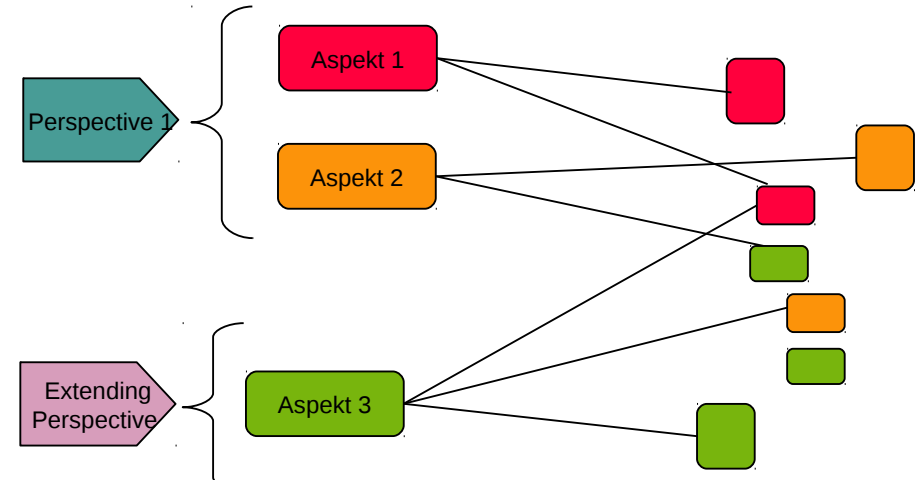 Aspekt 1
Perspective 1
Aspekt 2
Extending
Perspective
Aspekt 3